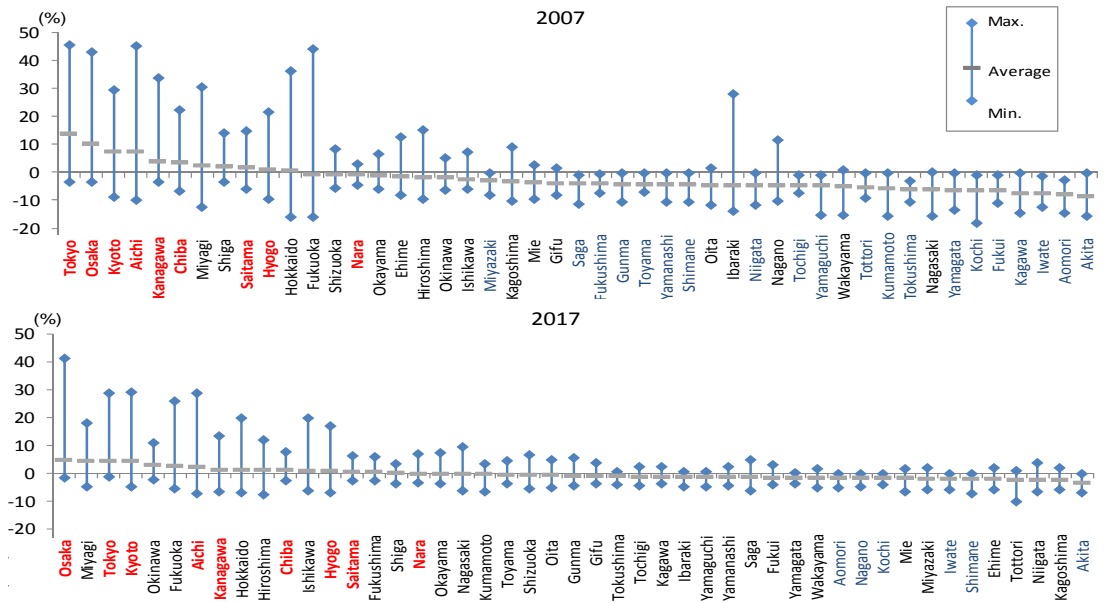 (%)
2007
50
40
30
20
10
0
-10
-20
Max.
Average
Min.
Tokyo
Osaka
Kyoto
Aichi
Kanagawa
Chiba
Miyagi
Shiga
Saitama
Hyogo
Hokkaido
Fukuoka
Shizuoka
Nara
Okayama
Ehime
Hiroshima
Okinawa
Ishikawa
Miyazaki
Kagoshima
Mie
Gifu
Saga
Fukushima
Gunma
Toyama
Yamanashi
Shimane
Oita
Ibaraki
Niigata
Nagano
Tochigi
Yamaguchi
Wakayama
Tottori
Kumamoto
Tokushima
Nagasaki
Yamagata
Kochi
Fukui
Kagawa
Iwate
Aomori
Akita
(%)
2017
50
40
30
20
10
0
-10
-20
Osaka
Miyagi
Tokyo
Kyoto
Okinawa
Fukuoka
Aichi
Kanagawa
Hokkaido
Hiroshima
Chiba
Ishikawa
Hyogo
Saitama
Fukushima
Shiga
Nara
Okayama
Nagasaki
Kumamoto
Toyama
Shizuoka
Oita
Gunma
Gifu
Tokushima
Tochigi
Kagawa
Ibaraki
Yamaguchi
Yamanashi
Saga
Fukui
Yamagata
Wakayama
Aomori
Nagano
Kochi
Mie
Miyazaki
Iwate
Shimane
Ehime
Tottori
Niigata
Kagoshima
Akita